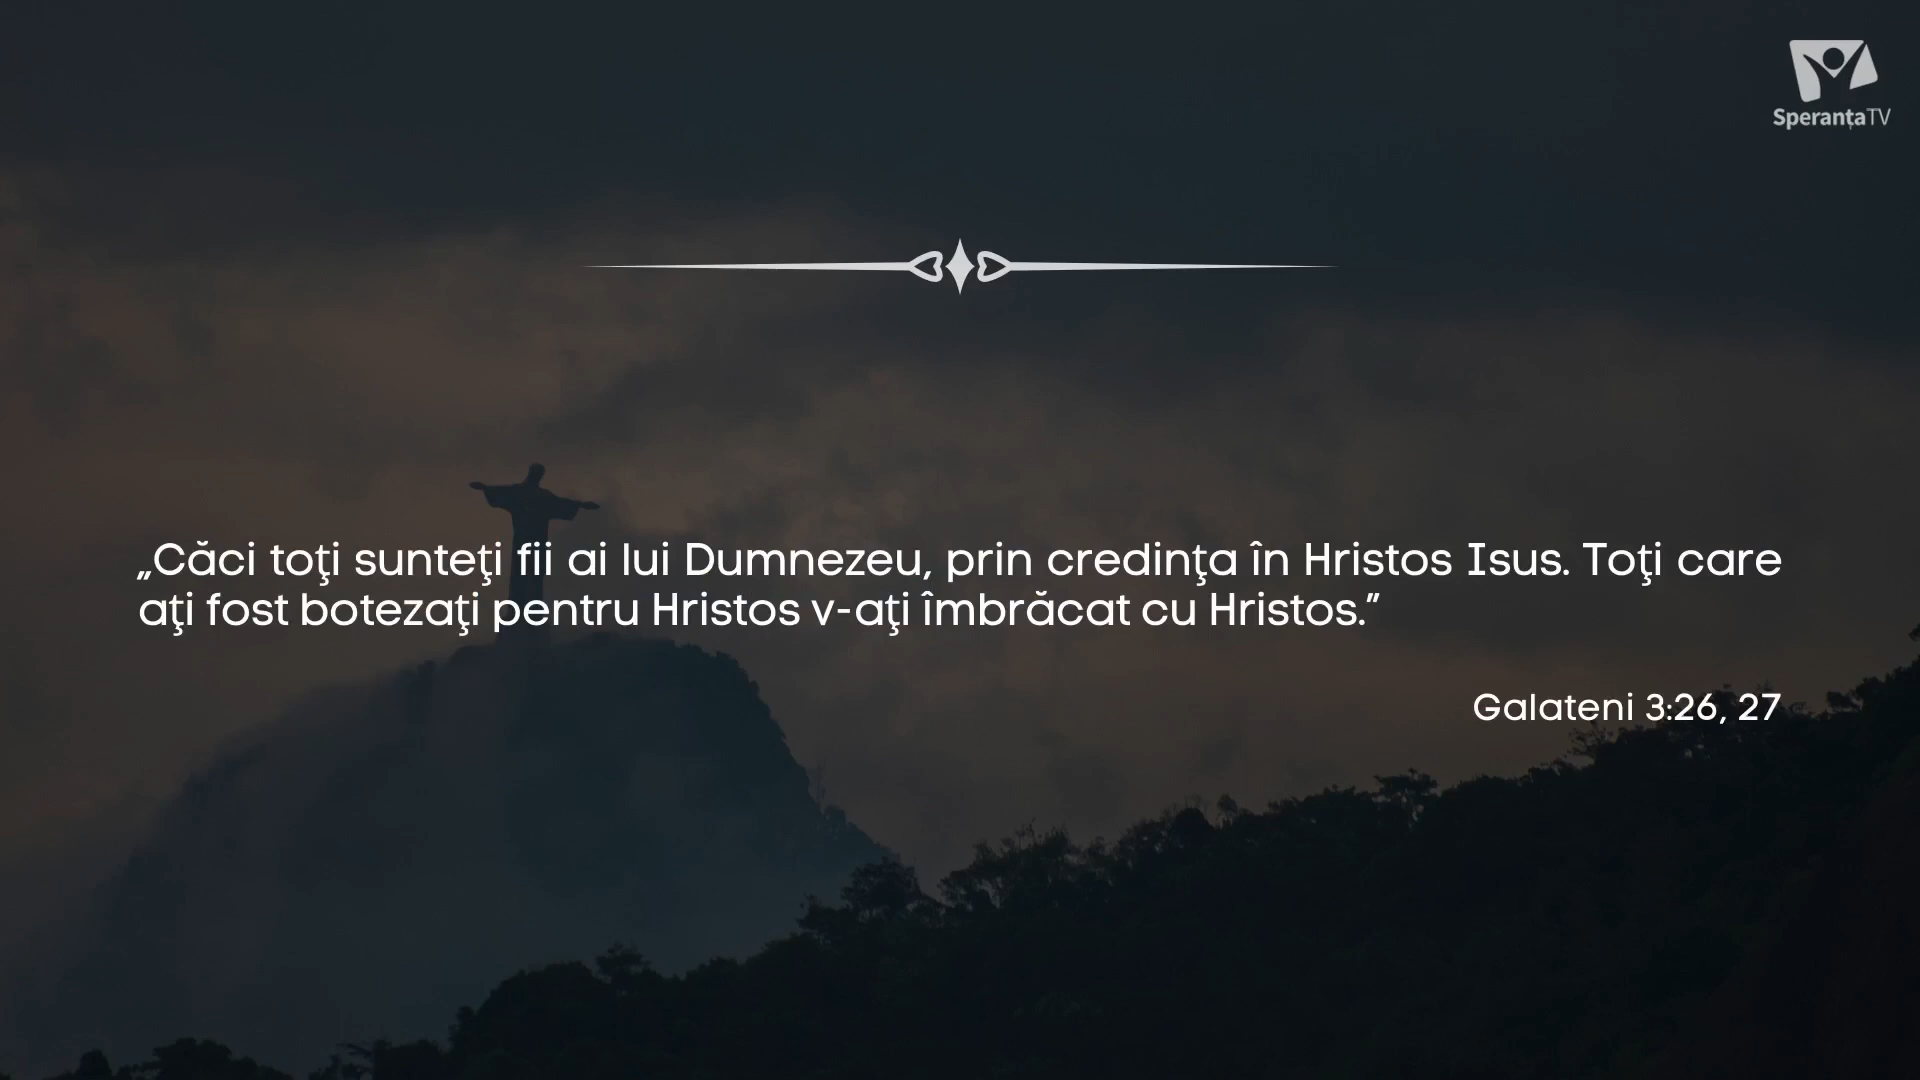 SperanțaTV
„Căci toţi sunteţi fii ai lui Dumnezeu, prin credinţa în Hristos Isus. Toţi care
aţi fost botezaţi pentru Hristos v-aţi îmbrăcat cu Hristos.”
Galateni 3:26, 27